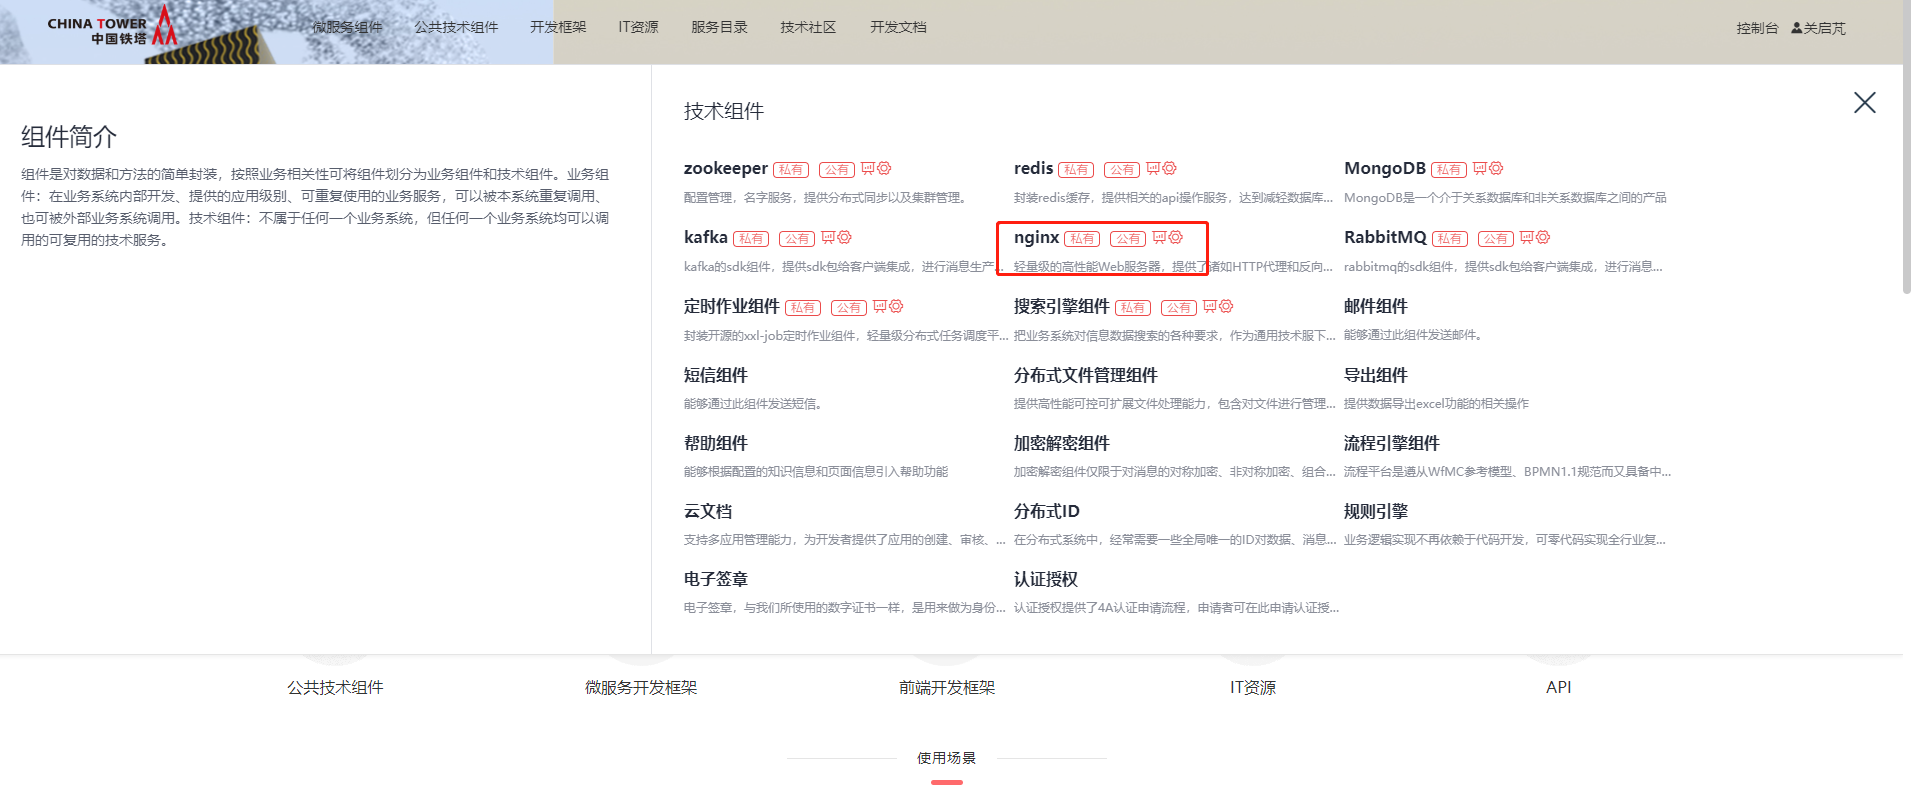 CHINA TOWER
中国铁塔
微服务组件 公共技术组件 开发框架 IT资源 服务目录 技术社区 开发文档 控制台 关启芃
组件简介
组件是对数据和方法的简单封装，按照业务相关性可将组件划分为业务组件和技术组件。业务组
件：在业务系统内部开发、提供的应用级别、可重复使用的业务服务，可以被本系统重复调用、
也可被外部业务系统调用。技术组件：不属于任何一个业务系统，但任何一个业务系统均可以调
用的可复用的技术服务。
技术组件
zookeeper 私有 公有
配置管理，名字服务，提供分布式同步以及集群管理。
redis 私有 公有
封装redis缓存，提供相关的api操作服务，达到减轻数据库...
MongoDB 私有
MongoDB是一个介于关系数据库和非关系数据库之间的产品
kafka 私有 公有
kafka的sdk组件，提供sdk包给客户端集成，进行消息生产...
nginx 私有 公有
轻量级的高性能Web服务器，提供了诸如HTTP代理和反向...
RabbitMQ 私有 公有
rabbitmq的sdk组件，提供sdk包给客户端集成，进行消息...
定时作业组件 私有 公有
封装开源的xxl-job定时作业组件，轻量级分布式任务调度平...
搜索引擎组件 私有 公有
把业务系统对信息数据搜索的各种要求，作为通用技术服下...
邮件组件
能够通过此组件发送邮件。
短信组件
能够通过此组件发送短信。
分布式文件管理组件
提供高性能可控可扩展文件处理能力，包含对文件进行管理...
导出组件
提供数据导出excel功能的相关操作
帮助组件
能够根据配置的知识信息和页面信息引入帮助功能
加密解密组件
加密解密组件仅限于对消息的对称加密、非对称加密、组合...
流程引擎组件
流程平台是遵从WfMC参考模型、BPMN1.1规范而又具备中...
云文档
支持多应用管理能力，为开发者提供了应用的创建、审核、...
分布式ID
在分布式系统中，经常需要一些全局唯一的ID对数据、消息...
规则引擎
业务逻辑实现不再依赖于代码开发，可零代码实现全行业复...
电子签章
电子签章，与我们所使用的数字证书一样，是用来做为身份...
认证授权
认证授权提供了4A认证申请流程，申请者可在此申请认证授...
公共技术组件 微服务开发框架 前端开发框架 IT资源 API
使用场景